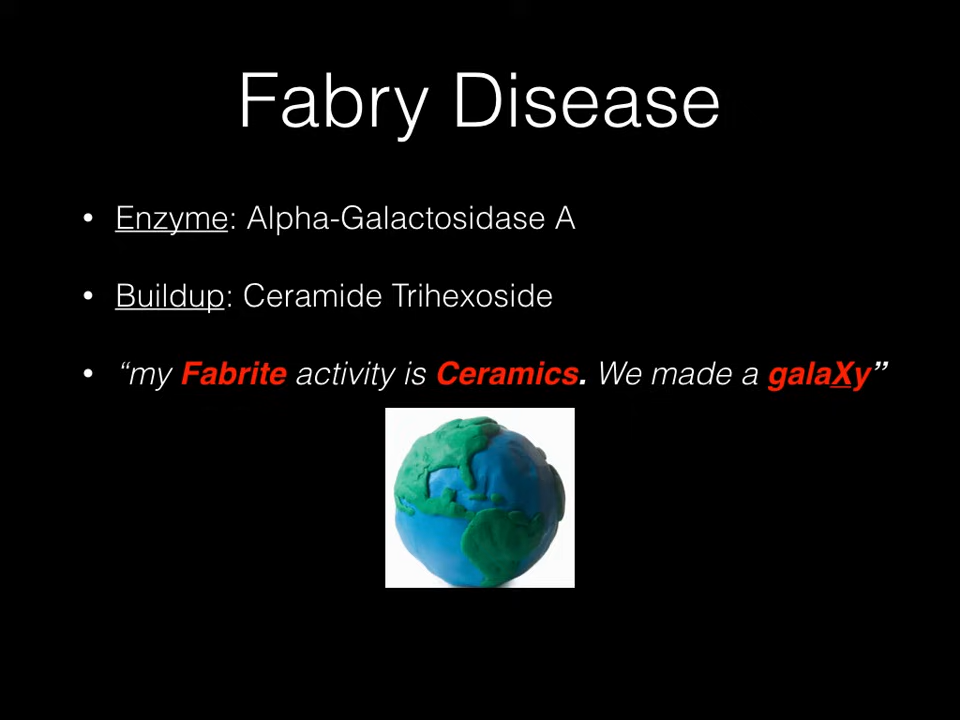 Fabry Disease
• Enzyme: Alpha-Galactosidase A
• Buildup: Ceramide Trihexoside
• “my Fabrite activity is Ceramics. We made a galaXy”